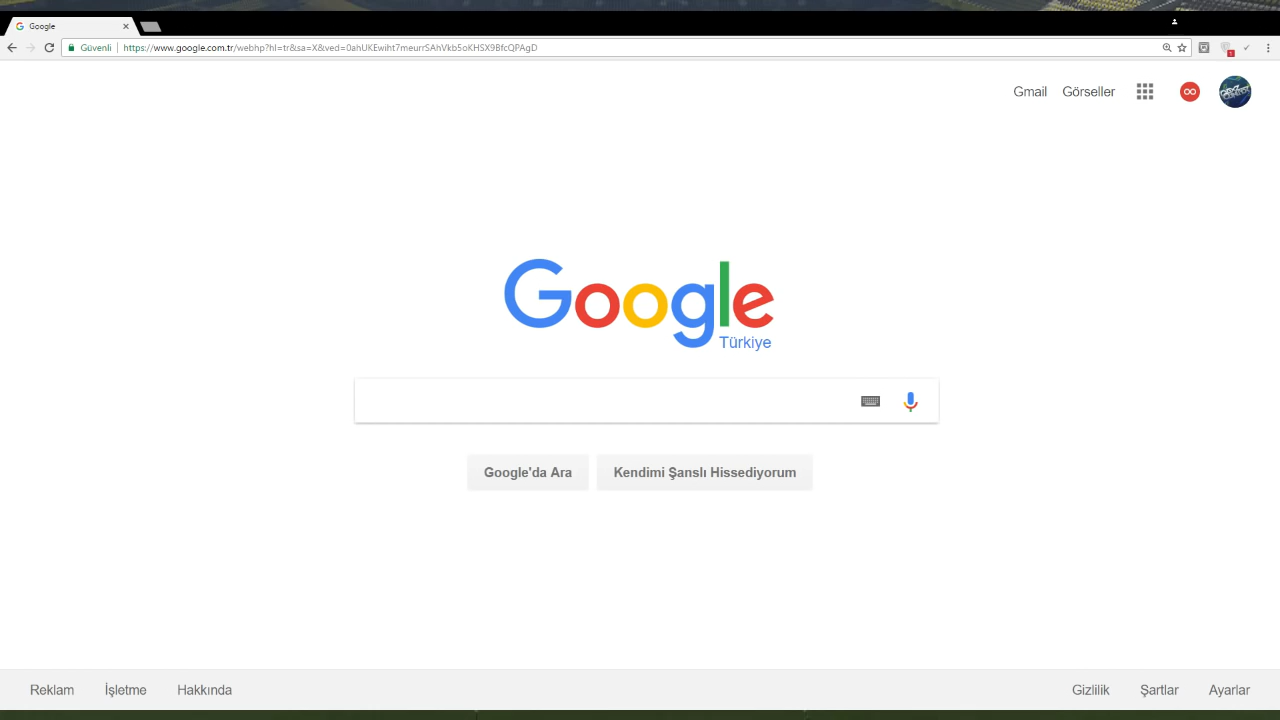 Google
Güvenli
https://www.google.com.tr/webhp?hl=tr&sa=X&ved=0ahUKEwiht7meurrSAhVkb5oKHSX9BfcQPAgD
Gmail Görseller
Google
Türkiye
Google'da Ara Kendimi Şanslı Hissediyorum
Reklam İşletme Hakkında Gizlilik Şartlar Ayarlar